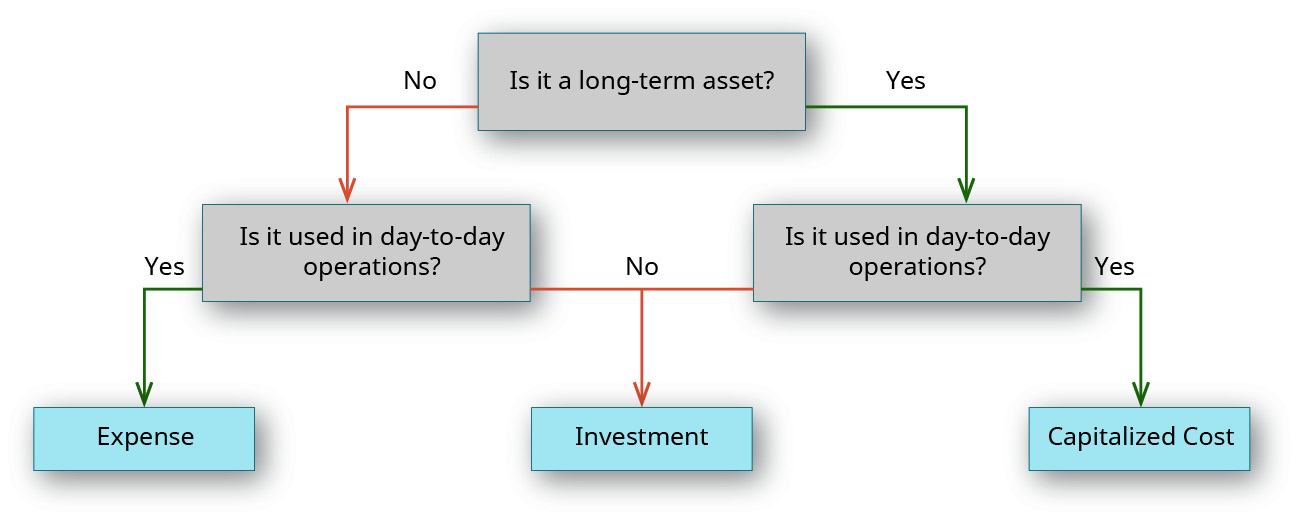 Is it a long-term asset?
No
Yes
Is it used in day-to-day
operations?
Is it used in day-to-day
operations?
Yes
No
Yes
Expense
Investment
Capitalized Cost